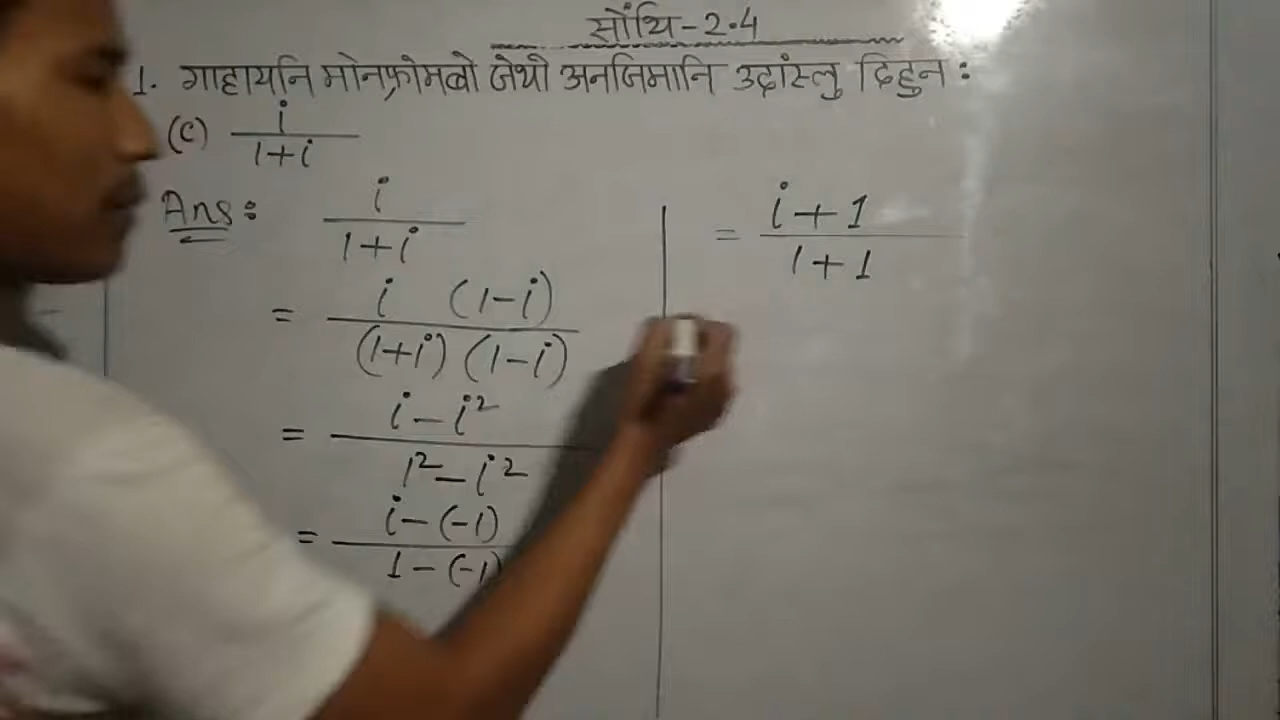 सोंथि-2.4
1. गाहायनि मोनफ्रोमबो जेथो अनजिमानि उदांस्लु दिहुन :
(c) i/(1+i)
Ans: i/(1+i)
= i (1-i)/((1+i) (1-i))
= (i-i²)/(1²-i²)
= (i-(-1))/(1-(-1)
= (i+1)/(1+1)